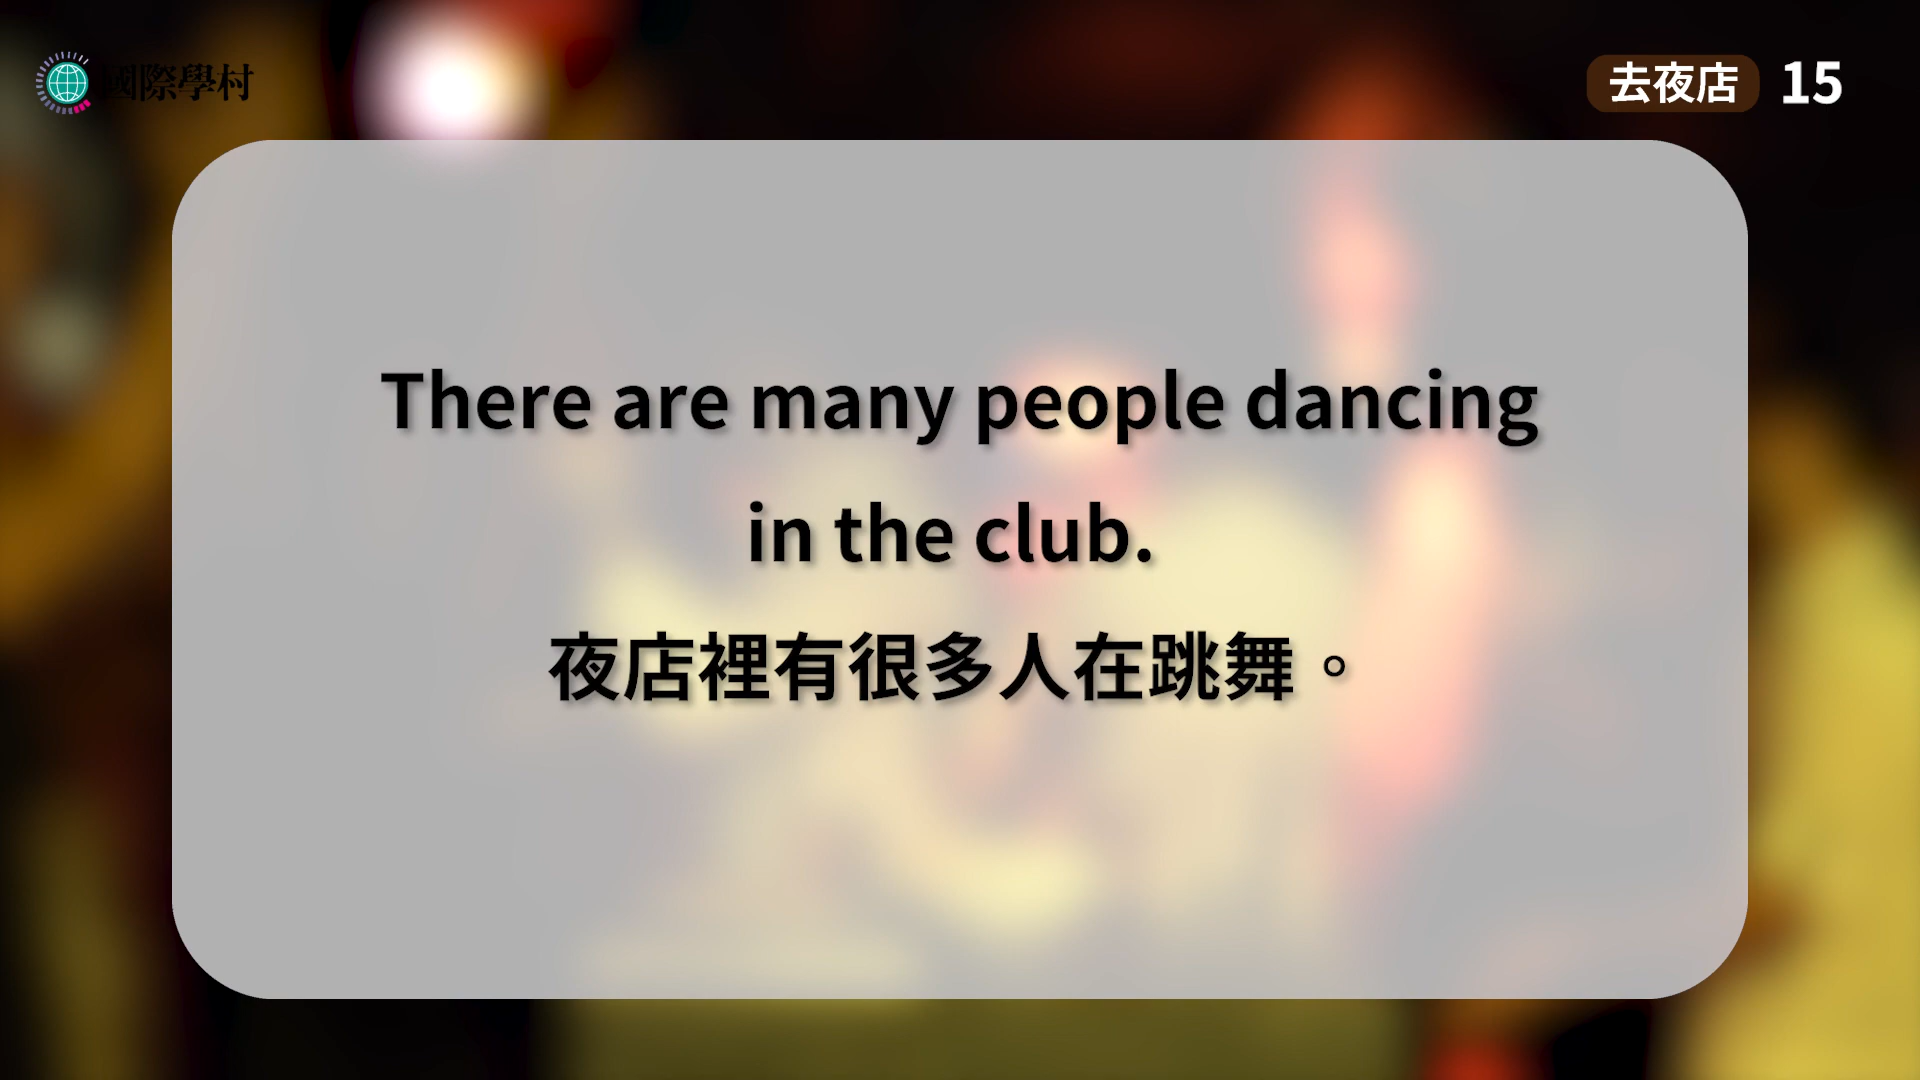 國際學村
去夜店 15
There are many people dancing
in the club.
夜店裡有很多人在跳舞。